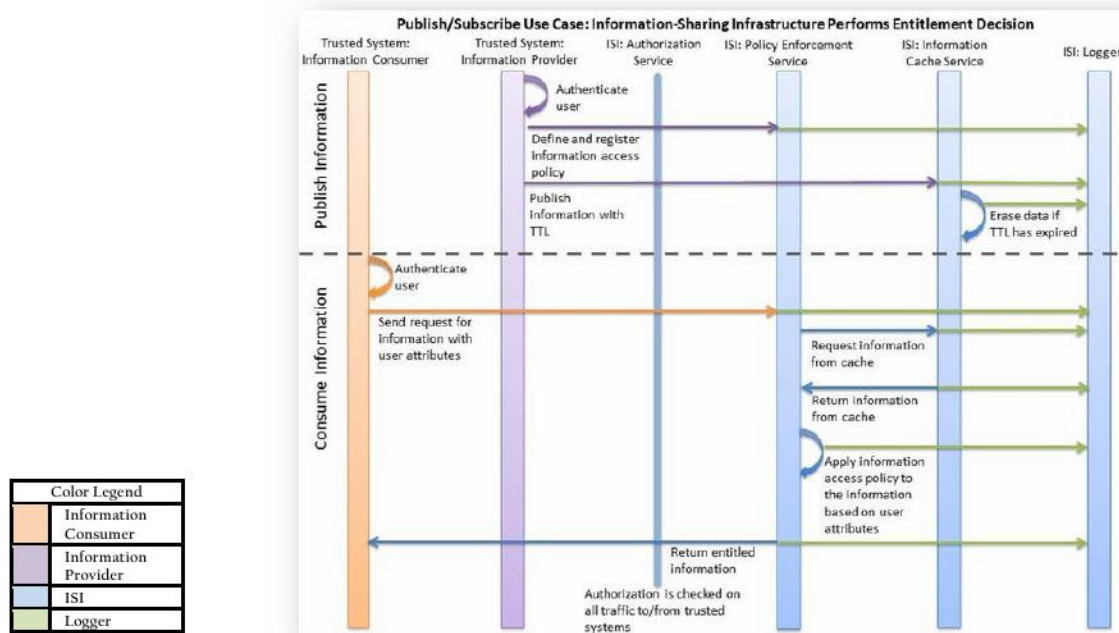 Publish/Subscribe Use Case: Information-Sharing Infrastructure Performs Entitlement Decision
Trusted System:
Information Consumer
Trusted System:
Information Provider
ISI: Authorization
Service
ISI: Policy Enforcement
Service
ISI: Information
Cache Service
ISI: Logger
Publish Information
Authenticate
user
Define and register
information access
policy
Publish
information with
TTL
Erase data if
TTL has expired
Consume Information
Authenticate
user
Send request for
information with
user attributes
Request information
from cache
Return information
from cache
Apply information
access policy to
the information
based on user
attributes
Return entitled
information
Authorization is checked on
all traffic to/from trusted
systems
Color Legend
Information
Consumer
Information
Provider
ISI
Logger